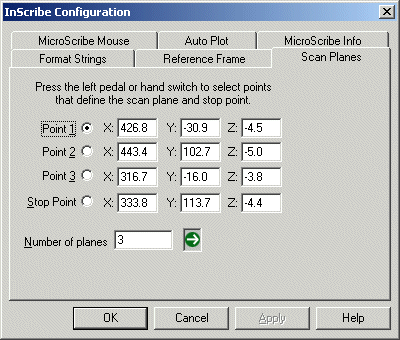 InScribe Configuration
MicroScribe Mouse Auto Plot MicroScribe Info
Format Strings Reference Frame Scan Planes
Press the left pedal or hand switch to select points
that define the scan plane and stop point.
Point 1 X: 426.8 Y: -30.9 Z: -4.5
Point 2 X: 443.4 Y: 102.7 Z: -5.0
Point 3 X: 316.7 Y: -16.0 Z: -3.8
Stop Point X: 333.8 Y: 113.7 Z: -4.4
Number of planes 3
OK Cancel Apply Help